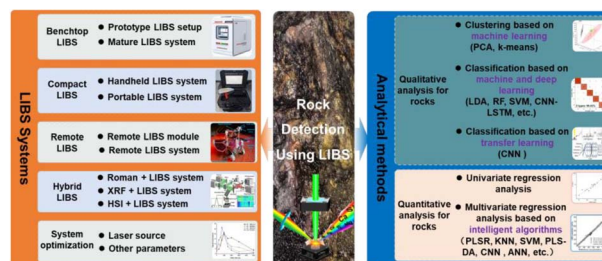 LIBS Systems
Benchtop
LIBS
● Prototype LIBS setup
● Mature LIBS system
Compact
LIBS
● Handheld LIBS system
● Portable LIBS system
Remote
LIBS
● Remote LIBS module
● Remote LIBS system
Hybrid
LIBS
● Roman + LIBS system
● XRF + LIBS system
● HSI + LIBS system
System
optimization
● Laser source
● Other parameters
Rock
Detection
Using LIBS
Analytical methods
Qualitative
analysis for
rocks
● Clustering based on
machine learning
(PCA, k-means)
● Classification based on
machine and deep
learning
(LDA, RF, SVM, CNN-
LSTM, etc.)
● Classification based on
transfer learning
(CNN )
Quantitative
analysis for
rocks
● Univariate regression
analysis
● Multivariate regression
analysis based on
intelligent algorithms
(PLSR, KNN, SVM, PLS-
DA, CNN , ANN, etc.)